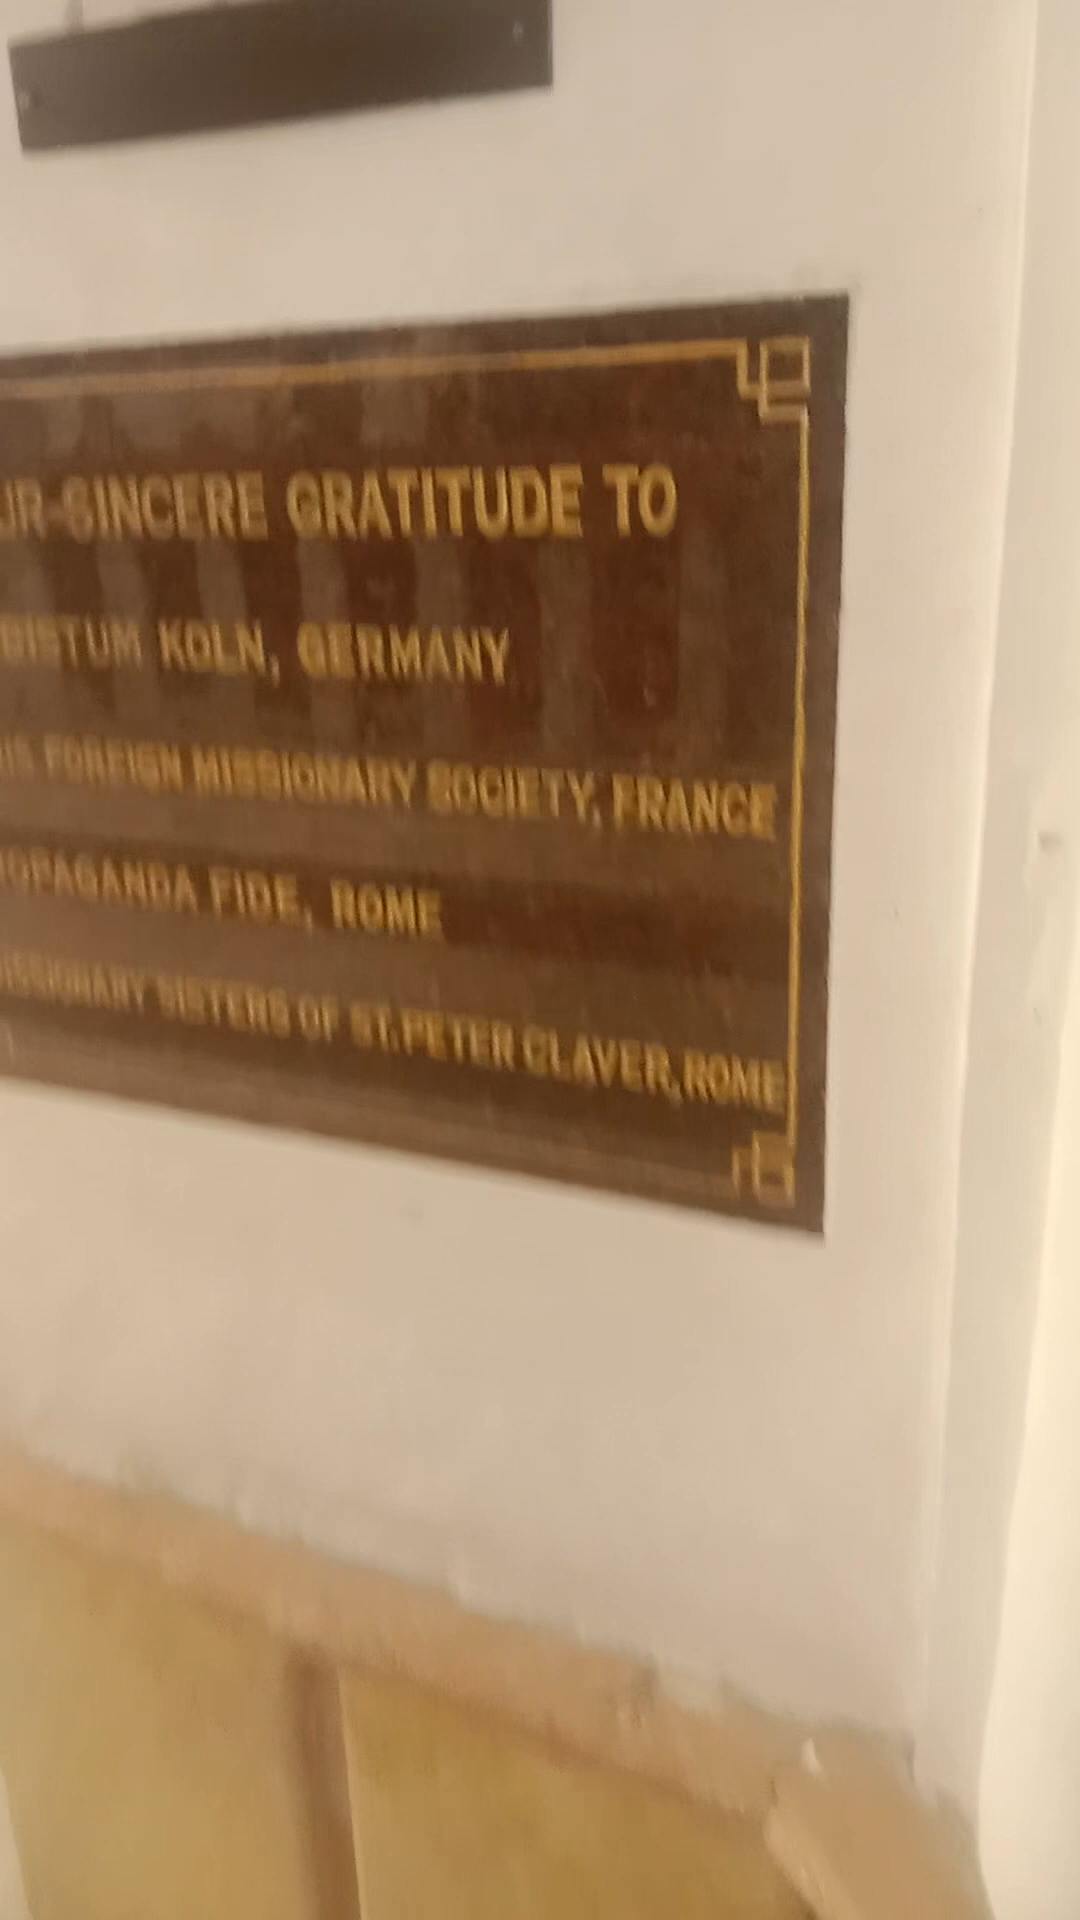 SINCERE GRATITUDE TO
KOLN, GERMANY
FOREIGN MISSIONARY SOCIETY, FRANCE
FIDE, ROME
SISTERS OF ST.PETER CLAVER, ROME